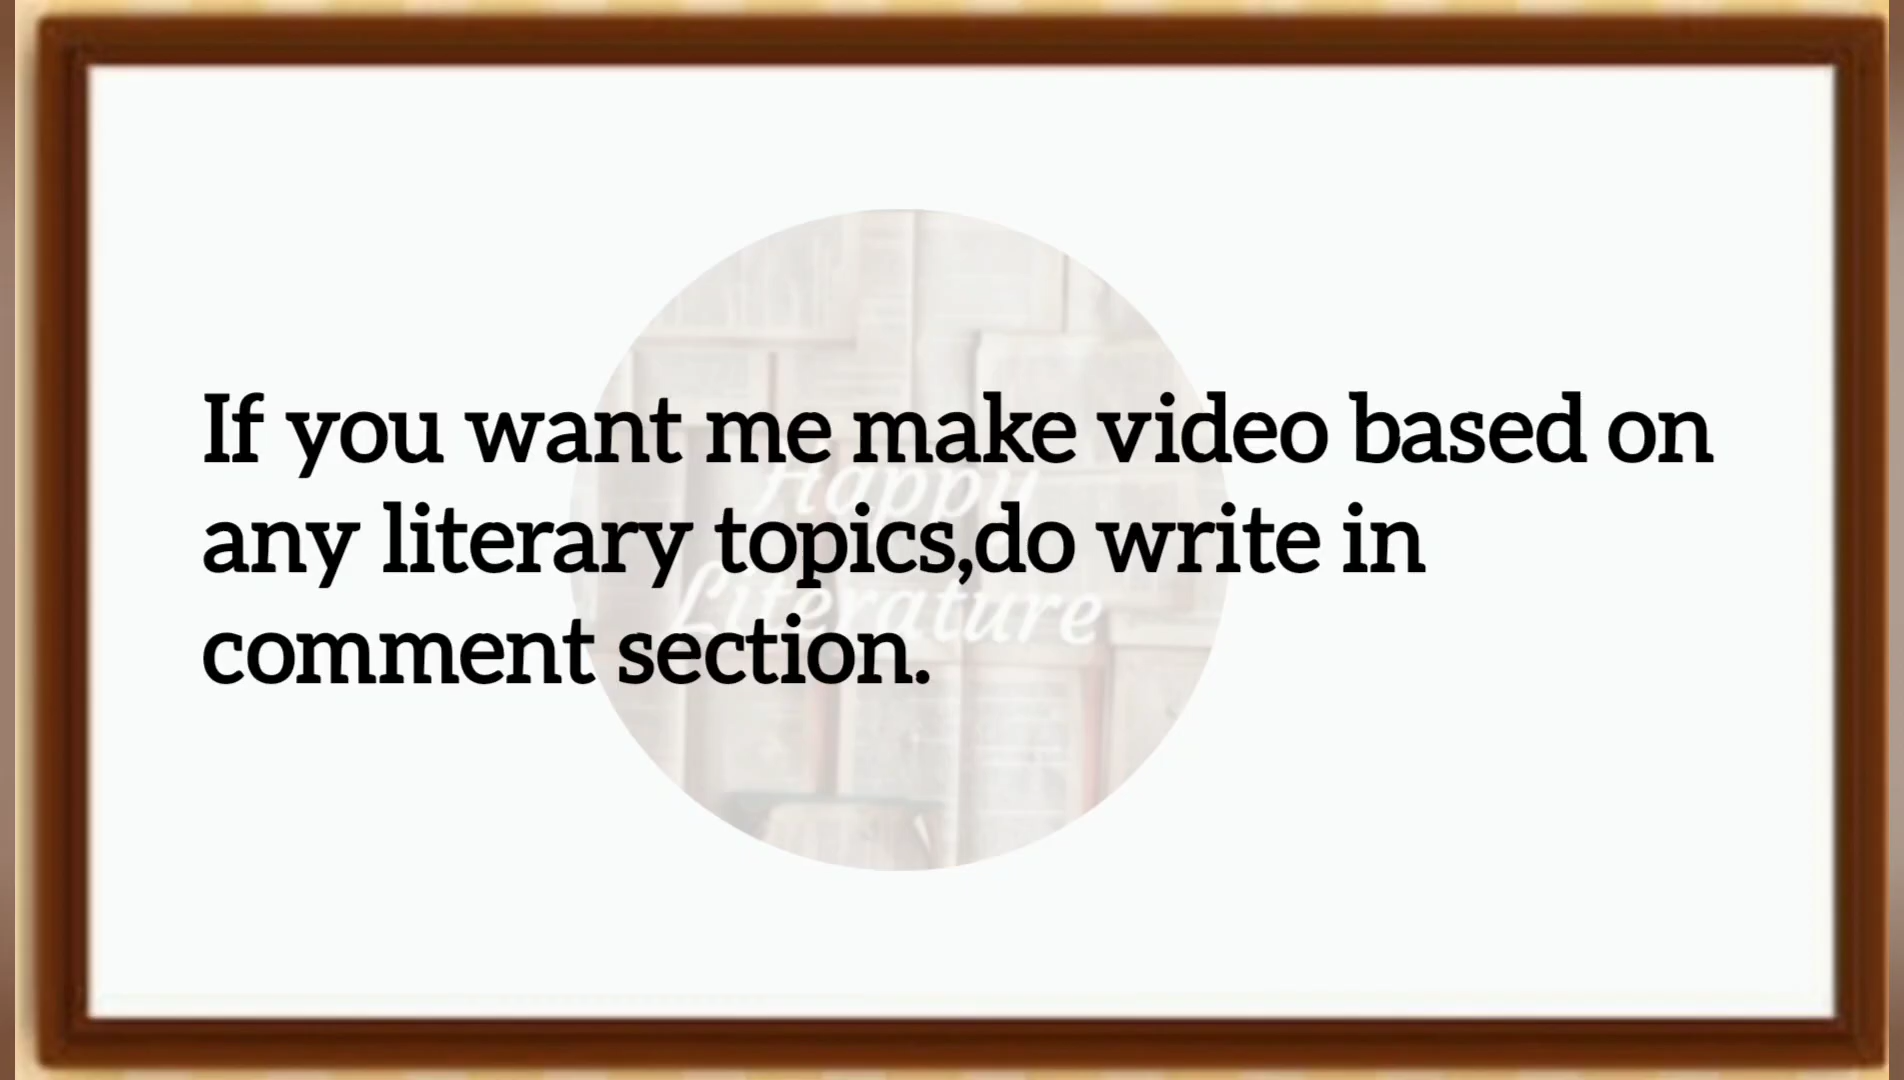 If you want me make video based on
any literary topics,do write in
comment section.
Happy
Literature